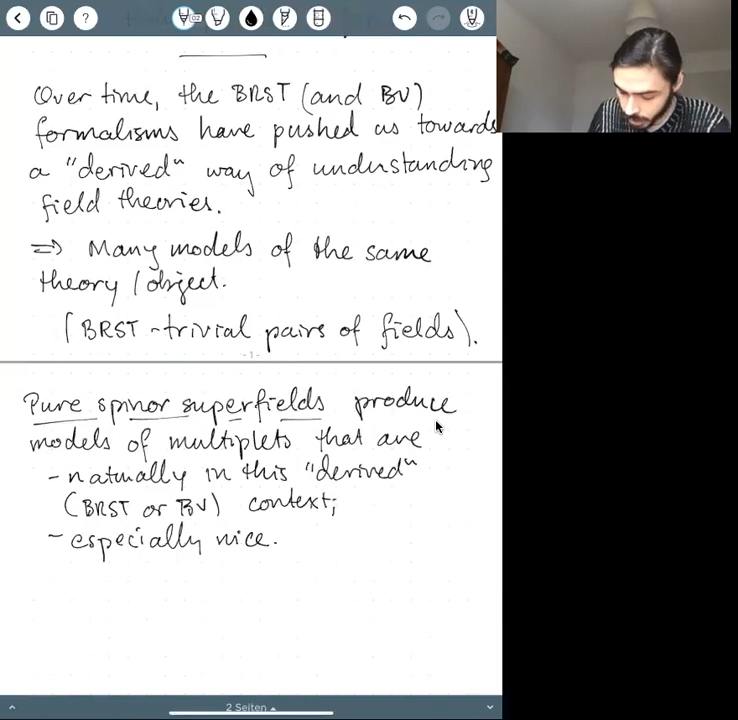 Over time, the BRST (and BV)
formalisms have pushed us towards
a "derived" way of understanding
field theories.
⇒ Many models of the same
theory / object.
(BRST-trivial pairs of fields).
-1-
Pure spinor superfields produce
models of multiplets that are
- naturally in this "derived"
(BRST or BV) context;
- especially nice.
2 Seiten